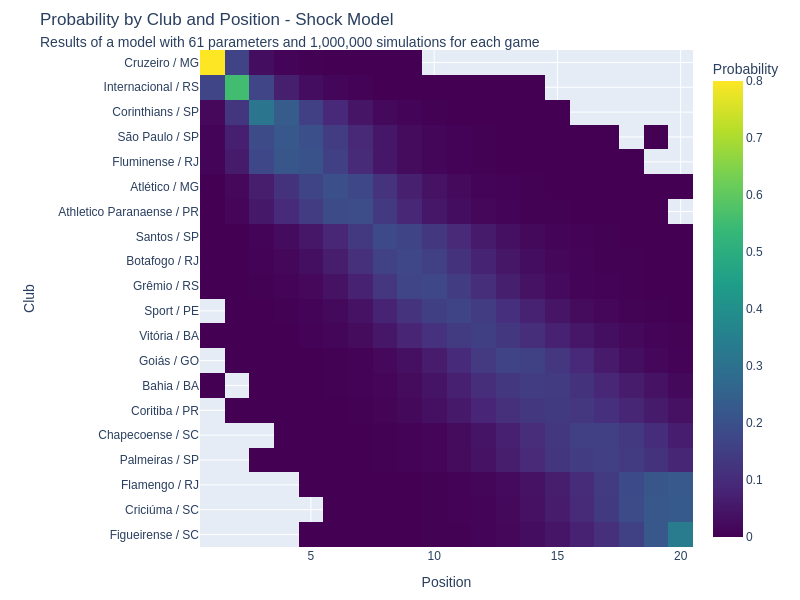 Probability by Club and Position - Shock Model
Results of a model with 61 parameters and 1,000,000 simulations for each game
Probability
Club
Cruzeiro / MG
Internacional / RS
Corinthians / SP
São Paulo / SP
Fluminense / RJ
Atlético / MG
Athletico Paranaense / PR
Santos / SP
Botafogo / RJ
Grêmio / RS
Sport / PE
Vitória / BA
Goiás / GO
Bahia / BA
Coritiba / PR
Chapecoense / SC
Palmeiras / SP
Flamengo / RJ
Criciúma / SC
Figueirense / SC
0.8
0.7
0.6
0.5
0.4
0.3
0.2
0.1
0
5
10
15
20
Position